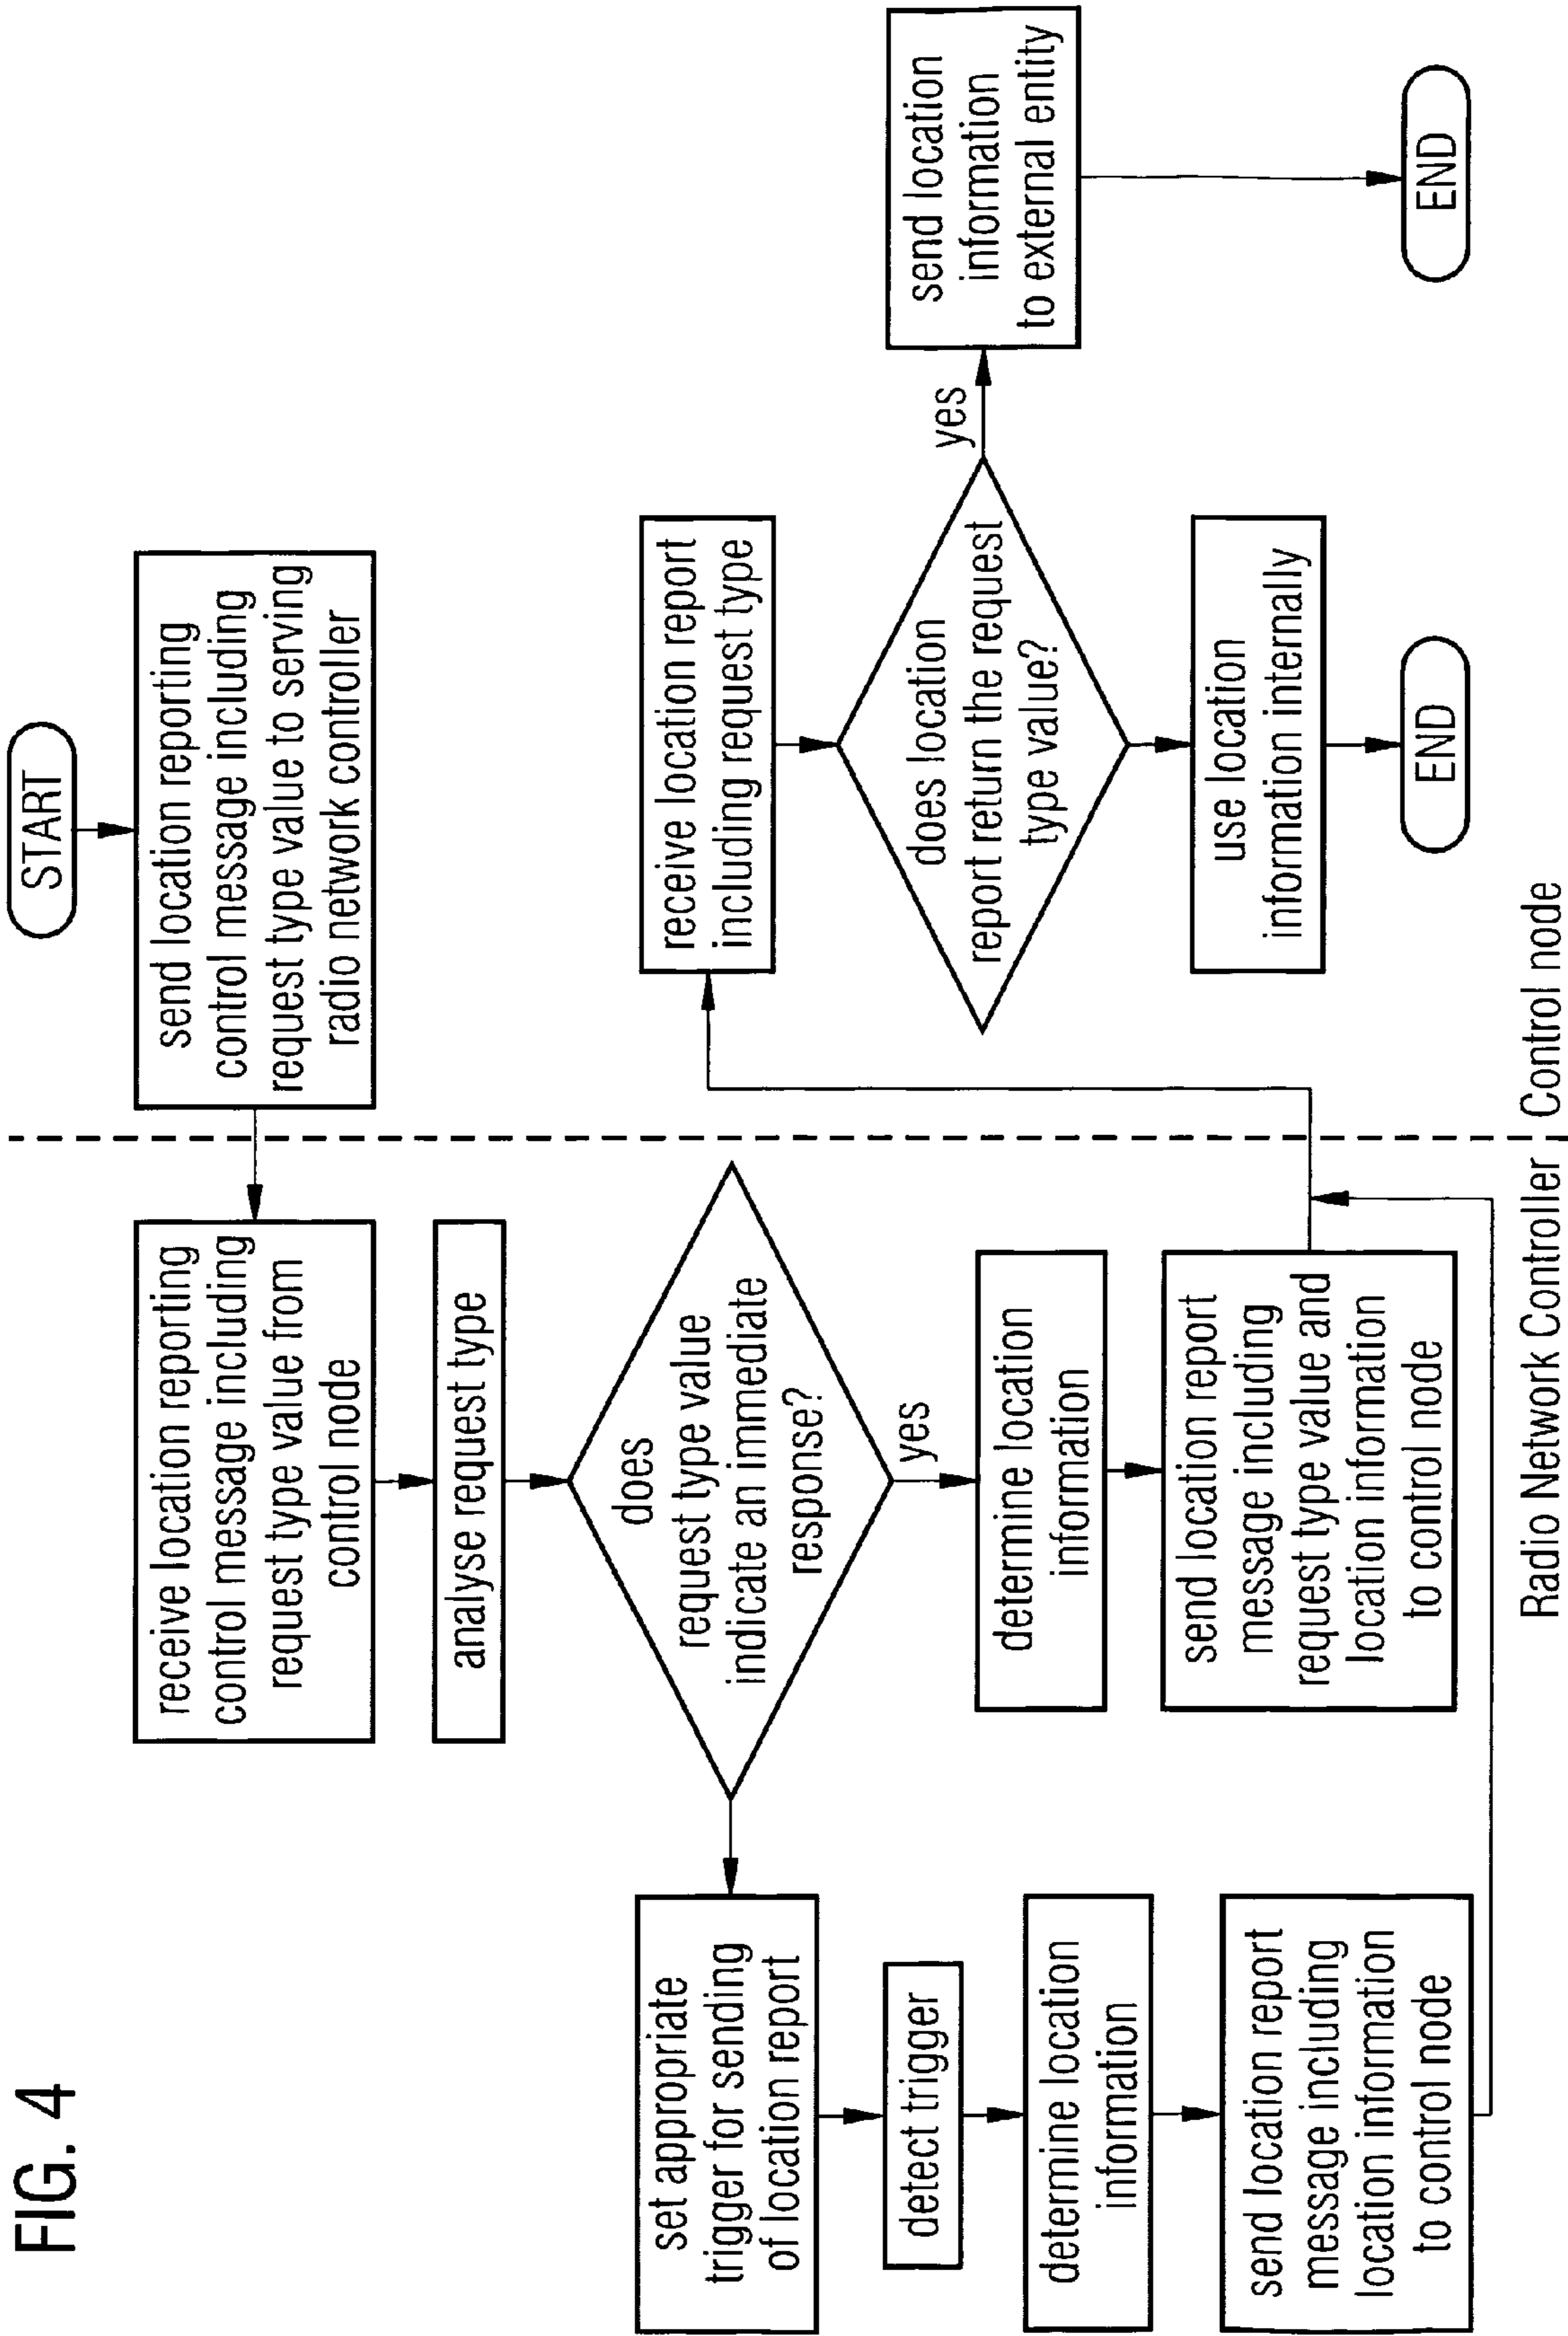 FIG. 4
START
send location reporting
control message including
request type value to serving
radio network controller
receive location reporting
control message including
request type value from
control node
analyse request type
does
request type value
indicate an immediate
response?
yes
determine location
information
send location report
message including
request type value and
location information
to control node
set appropriate
trigger for sending
of location report
detect trigger
determine location
information
send location report
message including
location information
to control node
receive location report
including request type
does location
report return the request
type value?
yes
send location
information
to external entity
END
use location
information internally
END
Radio Network Controller
Control node